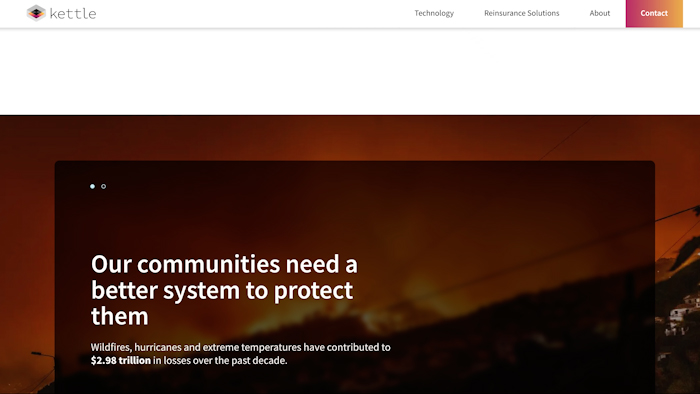 kettle
Technology
Reinsurance Solutions
About
Contact
Our communities need a
better system to protect
them
Wildfires, hurricanes and extreme temperatures have contributed to
$2.98 trillion in losses over the past decade.